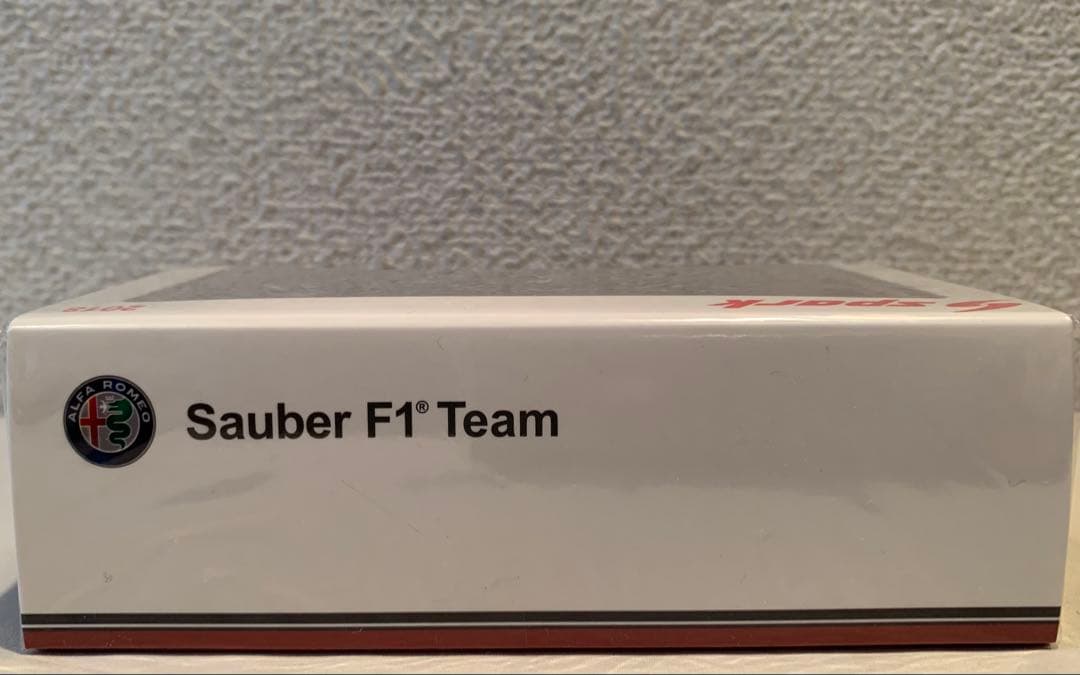 spark
2018
ALFA ROMEO
Sauber F1® Team